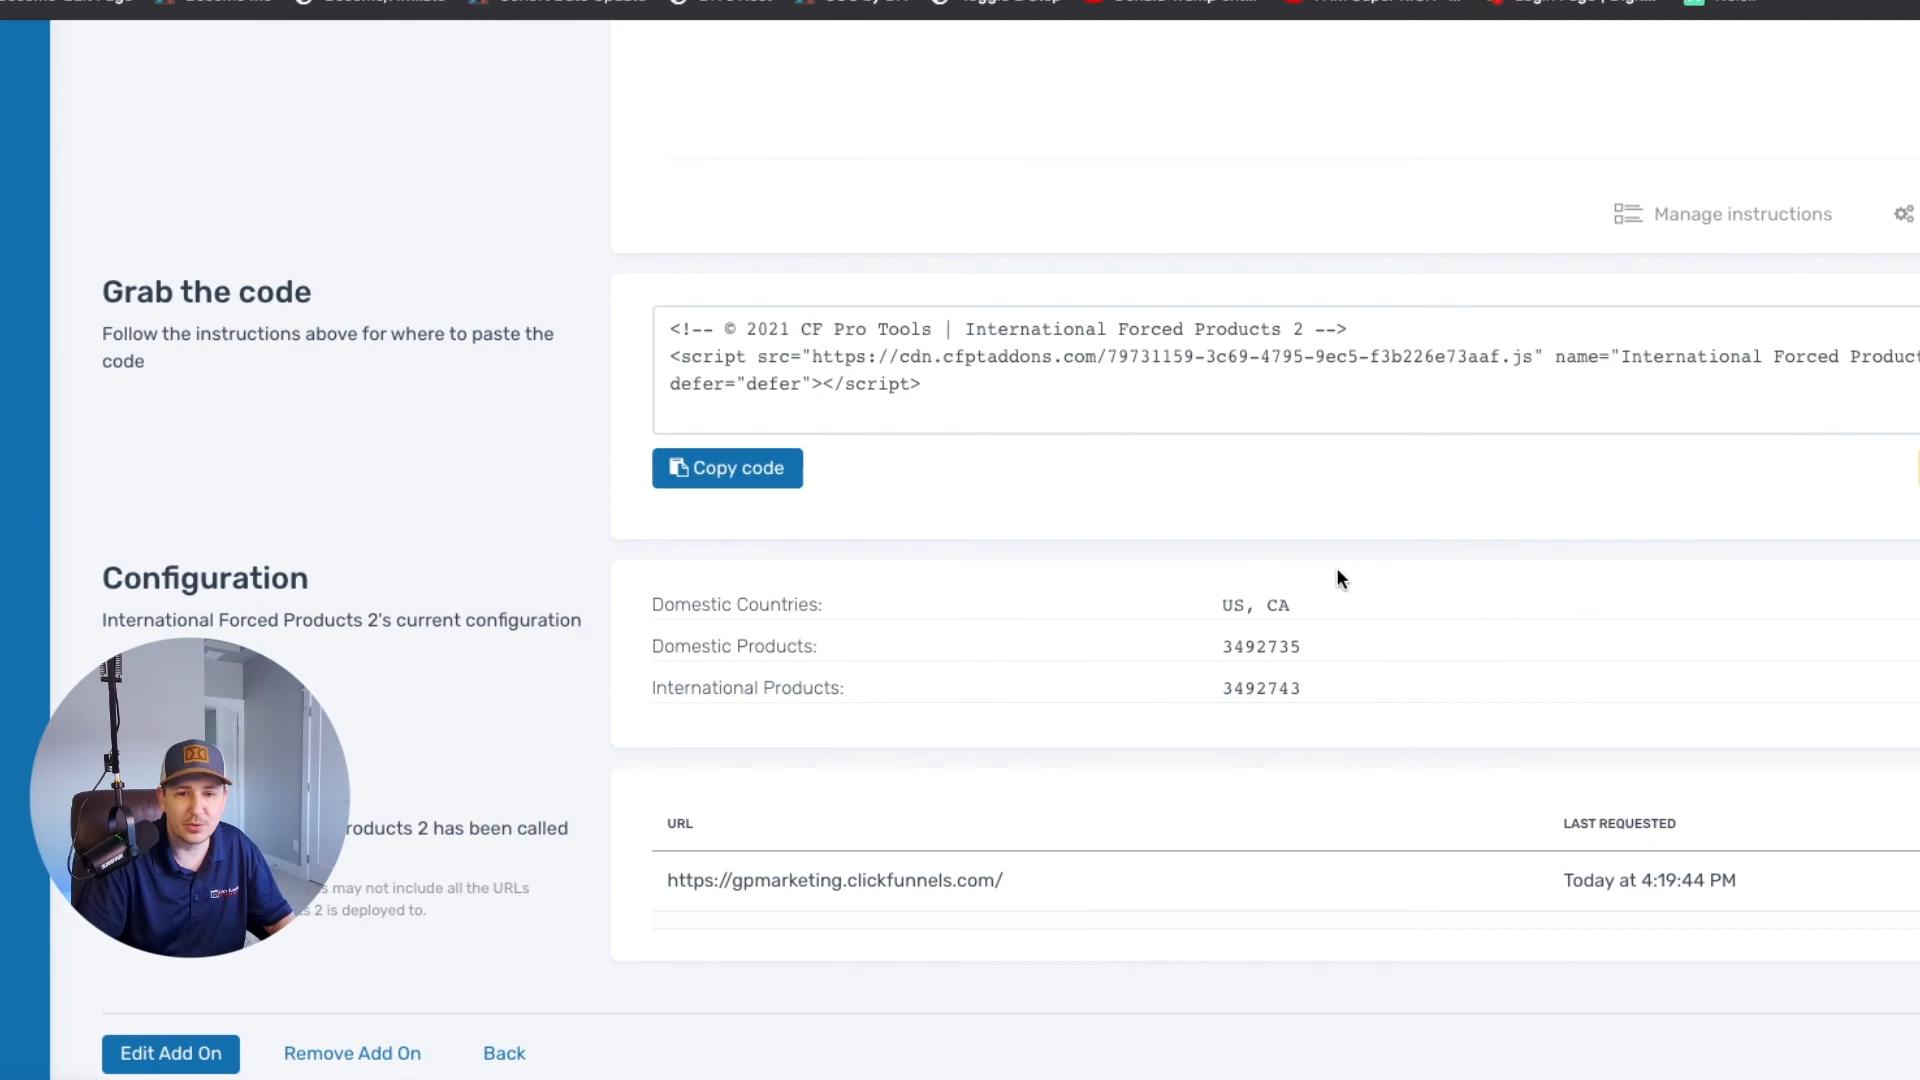 Manage instructions
Grab the code
Follow the instructions above for where to paste the
code
<!-- © 2021 CF Pro Tools | International Forced Products 2 -->
<script src="https://cdn.cfptaddons.com/79731159-3c69-4795-9ec5-f3b226e73aaf.js" name="International Forced Product
defer="defer"></script>
Copy code
Configuration
International Forced Products 2's current configuration
Domestic Countries: US, CA
Domestic Products: 3492735
International Products: 3492743
roducts 2 has been called
s may not include all the URLs
s 2 is deployed to.
URL LAST REQUESTED
https://gpmarketing.clickfunnels.com/ Today at 4:19:44 PM
Edit Add On Remove Add On Back